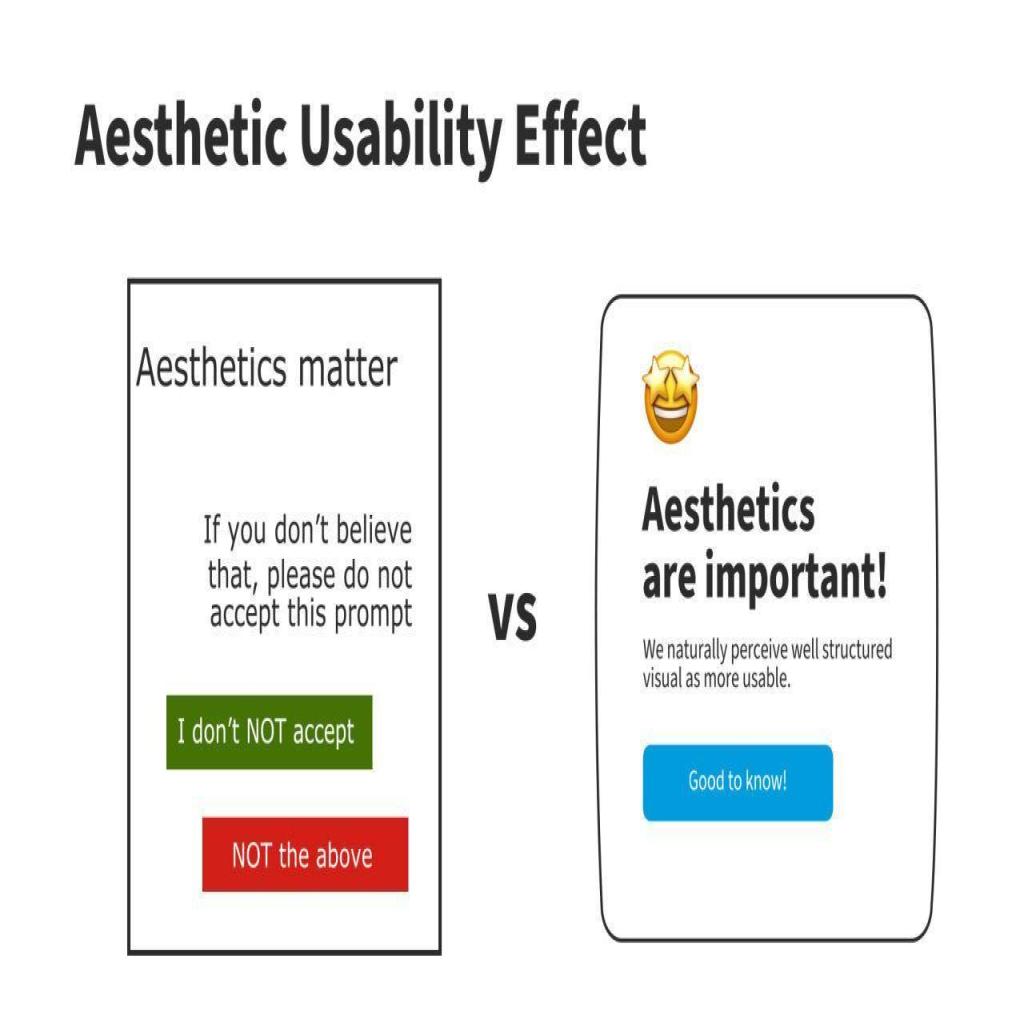 Aesthetic Usability Effect
Aesthetics matter
If you don’t believe
that, please do not
accept this prompt
I don’t NOT accept
NOT the above
vs
Aesthetics
are important!
We naturally perceive well structured
visual as more usable.
Good to know!